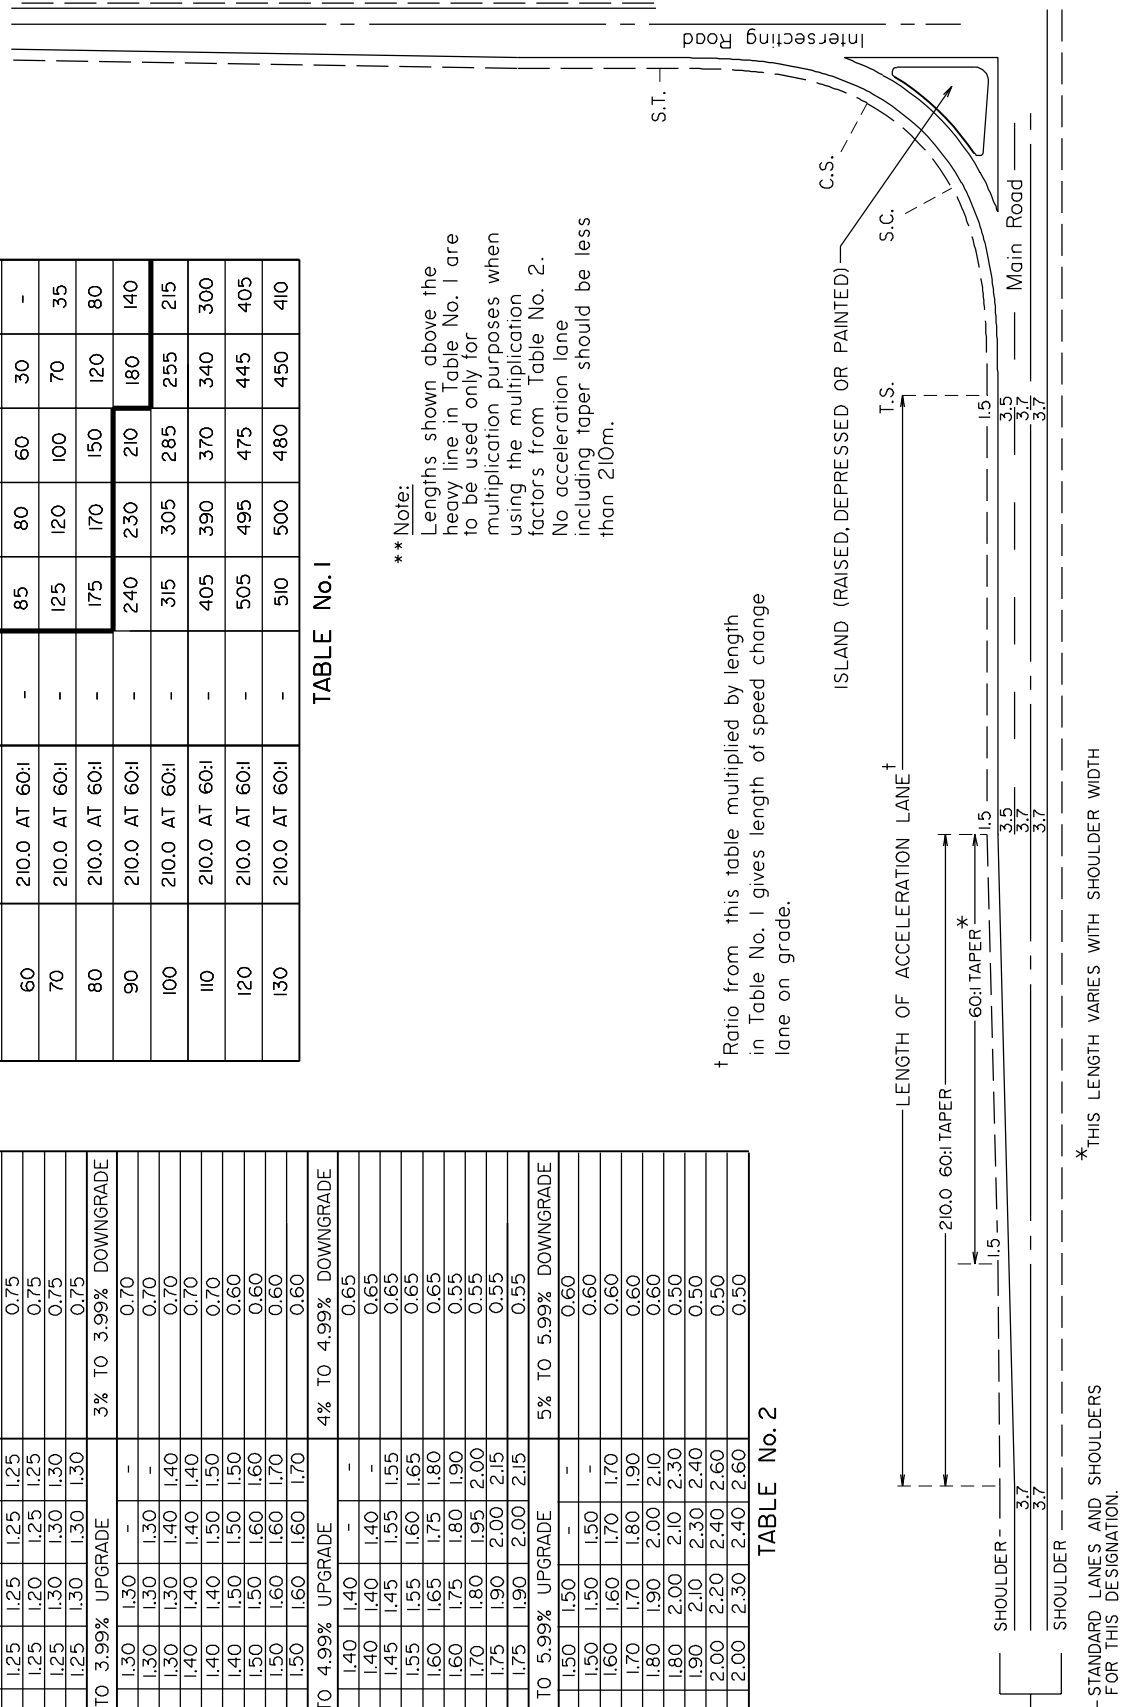 1.25 1.25 1.25 1.25 0.75
1.25 1.20 1.25 1.25 0.75
1.25 1.30 1.30 1.30 0.75
1.25 1.30 1.30 1.30 0.75
TO 3.99% UPGRADE 3% TO 3.99% DOWNGRADE
1.30 1.30 - - 0.70
1.30 1.30 1.30 - 0.70
1.30 1.30 1.40 1.40 0.70
1.40 1.40 1.40 1.40 0.70
1.40 1.40 1.50 1.50 0.70
1.40 1.50 1.50 1.50 0.60
1.50 1.50 1.60 1.60 0.60
1.50 1.60 1.60 1.70 0.60
1.50 1.60 1.60 1.70 0.60
TO 4.99% UPGRADE 4% TO 4.99% DOWNGRADE
1.40 1.40 - - 0.65
1.40 1.40 1.40 - 0.65
1.45 1.45 1.55 1.55 0.65
1.55 1.55 1.60 1.65 0.65
1.60 1.65 1.75 1.80 0.65
1.60 1.75 1.80 1.90 0.55
1.70 1.80 1.95 2.00 0.55
1.75 1.90 2.00 2.15 0.55
1.75 1.90 2.00 2.15 0.55
TO 5.99% UPGRADE 5% TO 5.99% DOWNGRADE
1.50 1.50 - - 0.60
1.50 1.50 1.50 - 0.60
1.60 1.60 1.70 1.70 0.60
1.70 1.70 1.80 1.90 0.60
1.80 1.90 2.00 2.10 0.60
1.80 2.00 2.10 2.30 0.50
1.90 2.10 2.30 2.40 0.50
2.00 2.20 2.40 2.60 0.50
2.00 2.30 2.40 2.60 0.50
TABLE No. 2
60 210.0 AT 60:1 - 85 80 60 30 -
70 210.0 AT 60:1 - 125 120 100 70 35
80 210.0 AT 60:1 - 175 170 150 120 80
90 210.0 AT 60:1 - 240 230 210 180 140
100 210.0 AT 60:1 - 315 305 285 255 215
110 210.0 AT 60:1 - 405 390 370 340 300
120 210.0 AT 60:1 - 505 495 475 445 405
130 210.0 AT 60:1 - 510 500 480 450 410
TABLE No. 1
** Note:
Lengths shown above the
heavy line in Table No. 1 are
to be used only for
multiplication purposes when
using the multiplication
factors from Table No. 2.
No acceleration lane
including taper should be less
than 210m.
† Ratio from this table multiplied by length
in Table No. 1 gives length of speed change
lane on grade.
Intersecting Road
S.T.
C.S.
S.C.
T.S.
ISLAND (RAISED, DEPRESSED OR PAINTED)
LENGTH OF ACCELERATION LANE †
210.0 60:1 TAPER
60:1 TAPER *
1.5
1.5
1.5
SHOULDER
3.5
3.5
Main Road
3.7
3.7
3.7
3.7
3.7
3.7
SHOULDER
* THIS LENGTH VARIES WITH SHOULDER WIDTH
STANDARD LANES AND SHOULDERS
FOR THIS DESIGNATION.